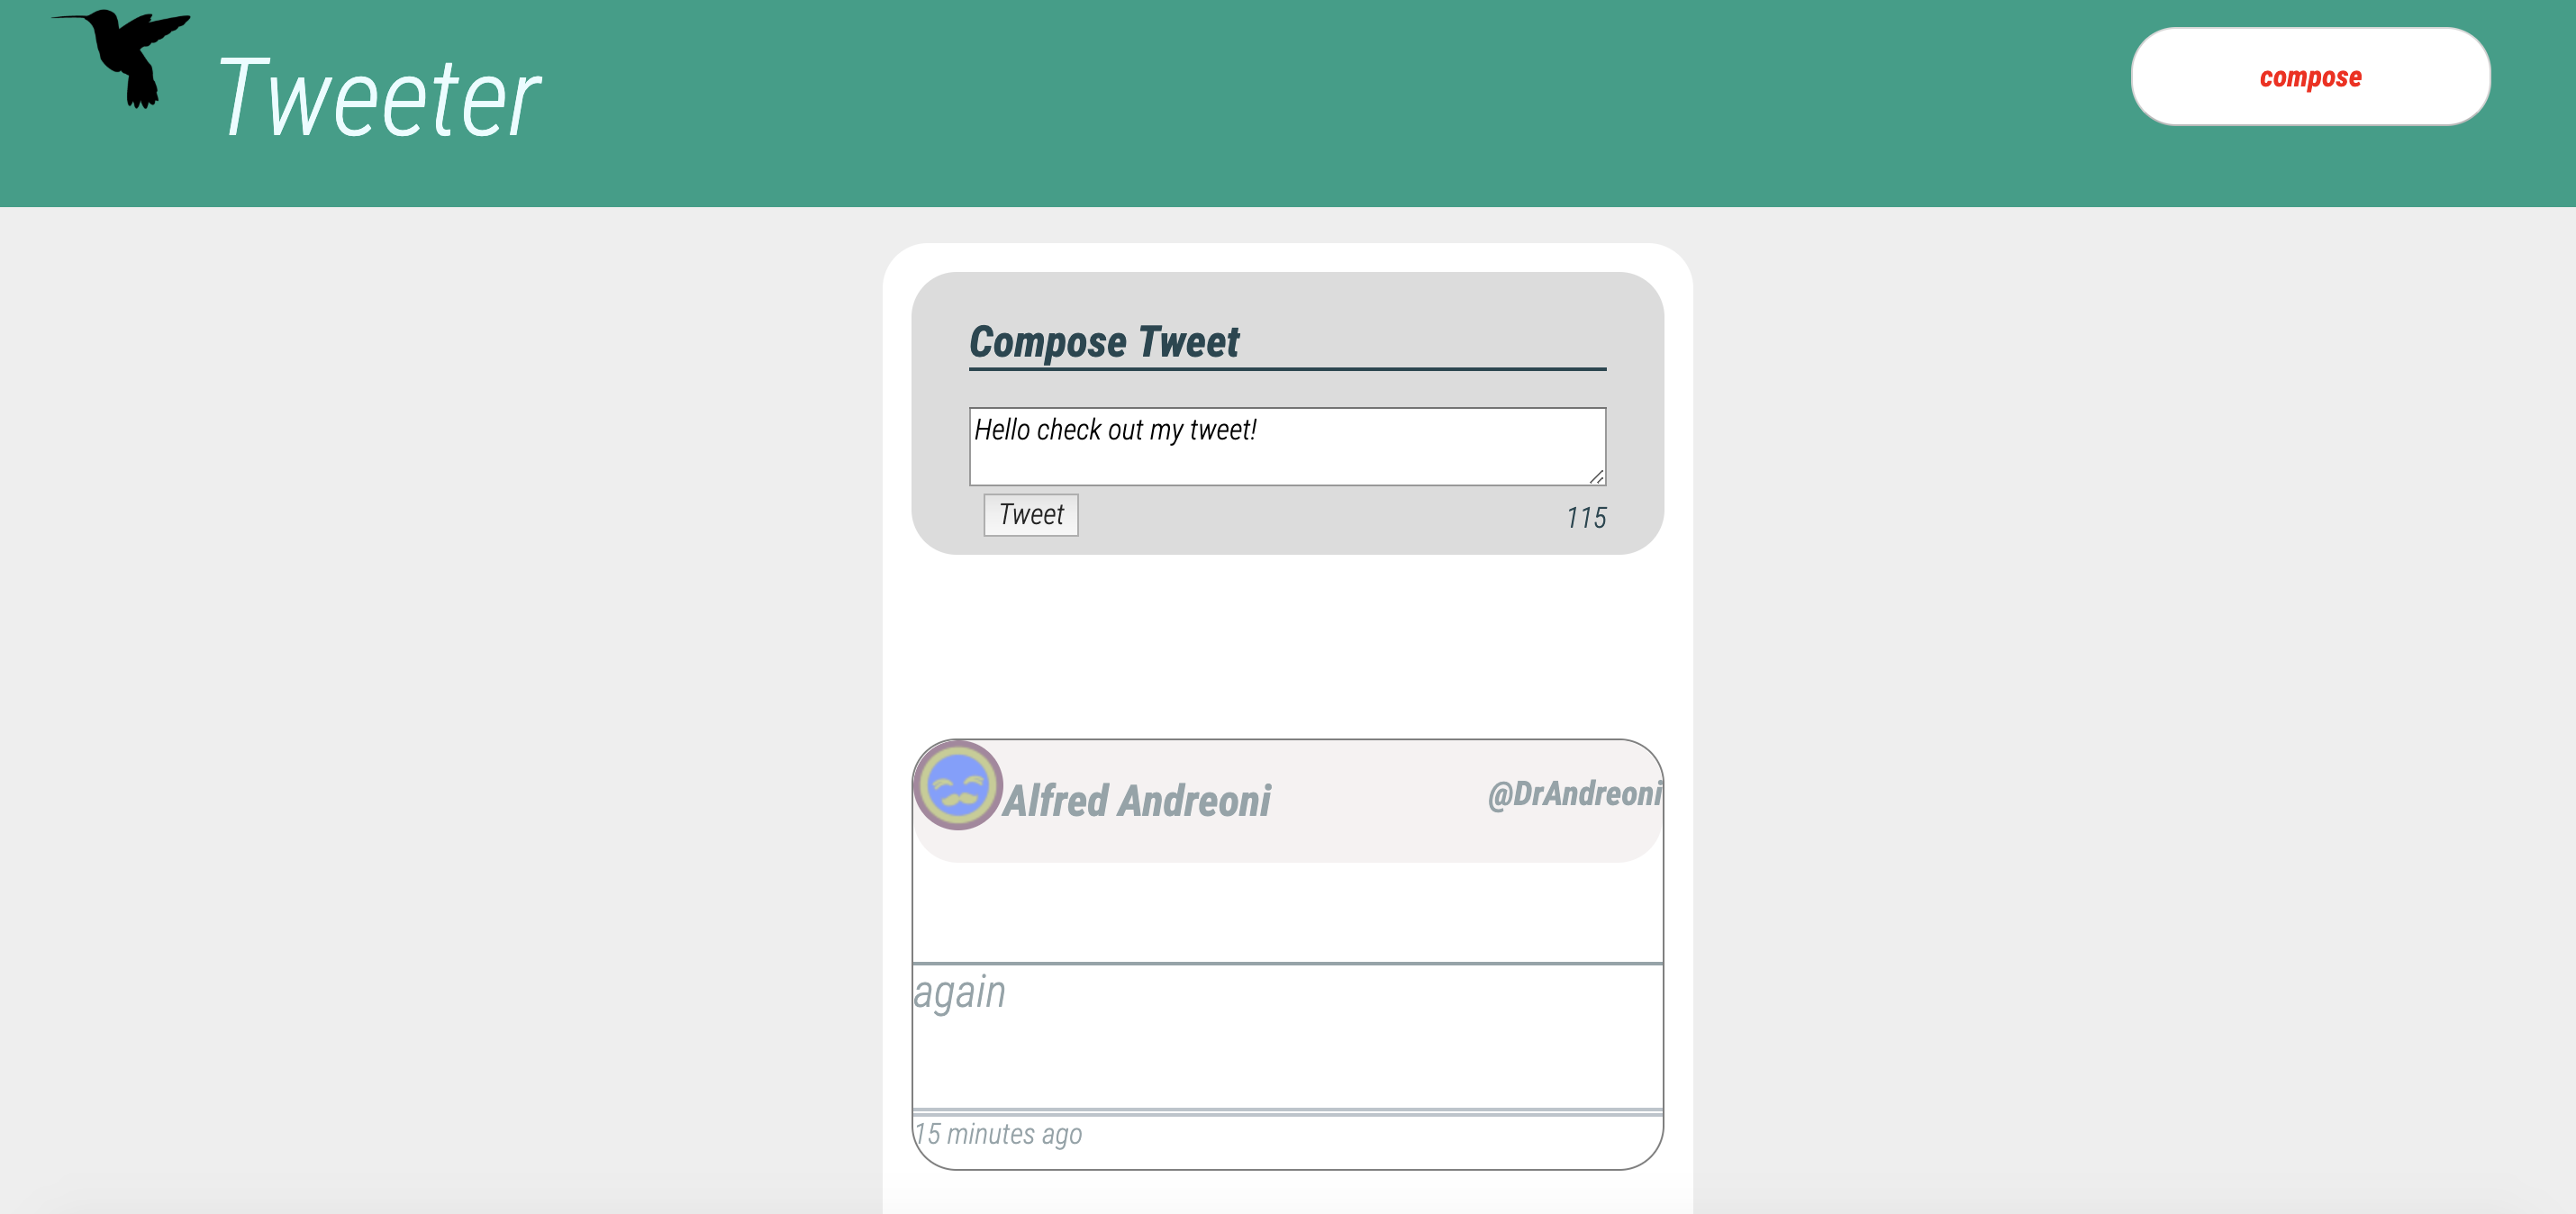 Tweeter
compose
Compose Tweet
Hello check out my tweet!
Tweet
115
Alfred Andreoni
@DrAndreoni
again
15 minutes ago